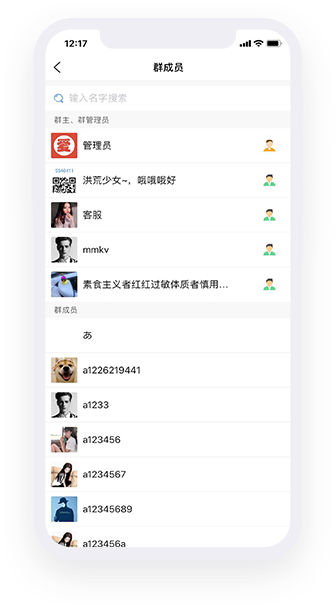 12:17
群成员
输入名字搜索
群主、群管理员
管理员
洪荒少女~，哦哦哦好
客服
mmkv
素食主义者红红过敏体质者慎用...
群成员
あ
a1226219441
a1233
a123456
a1234567
a12345689
a123456a